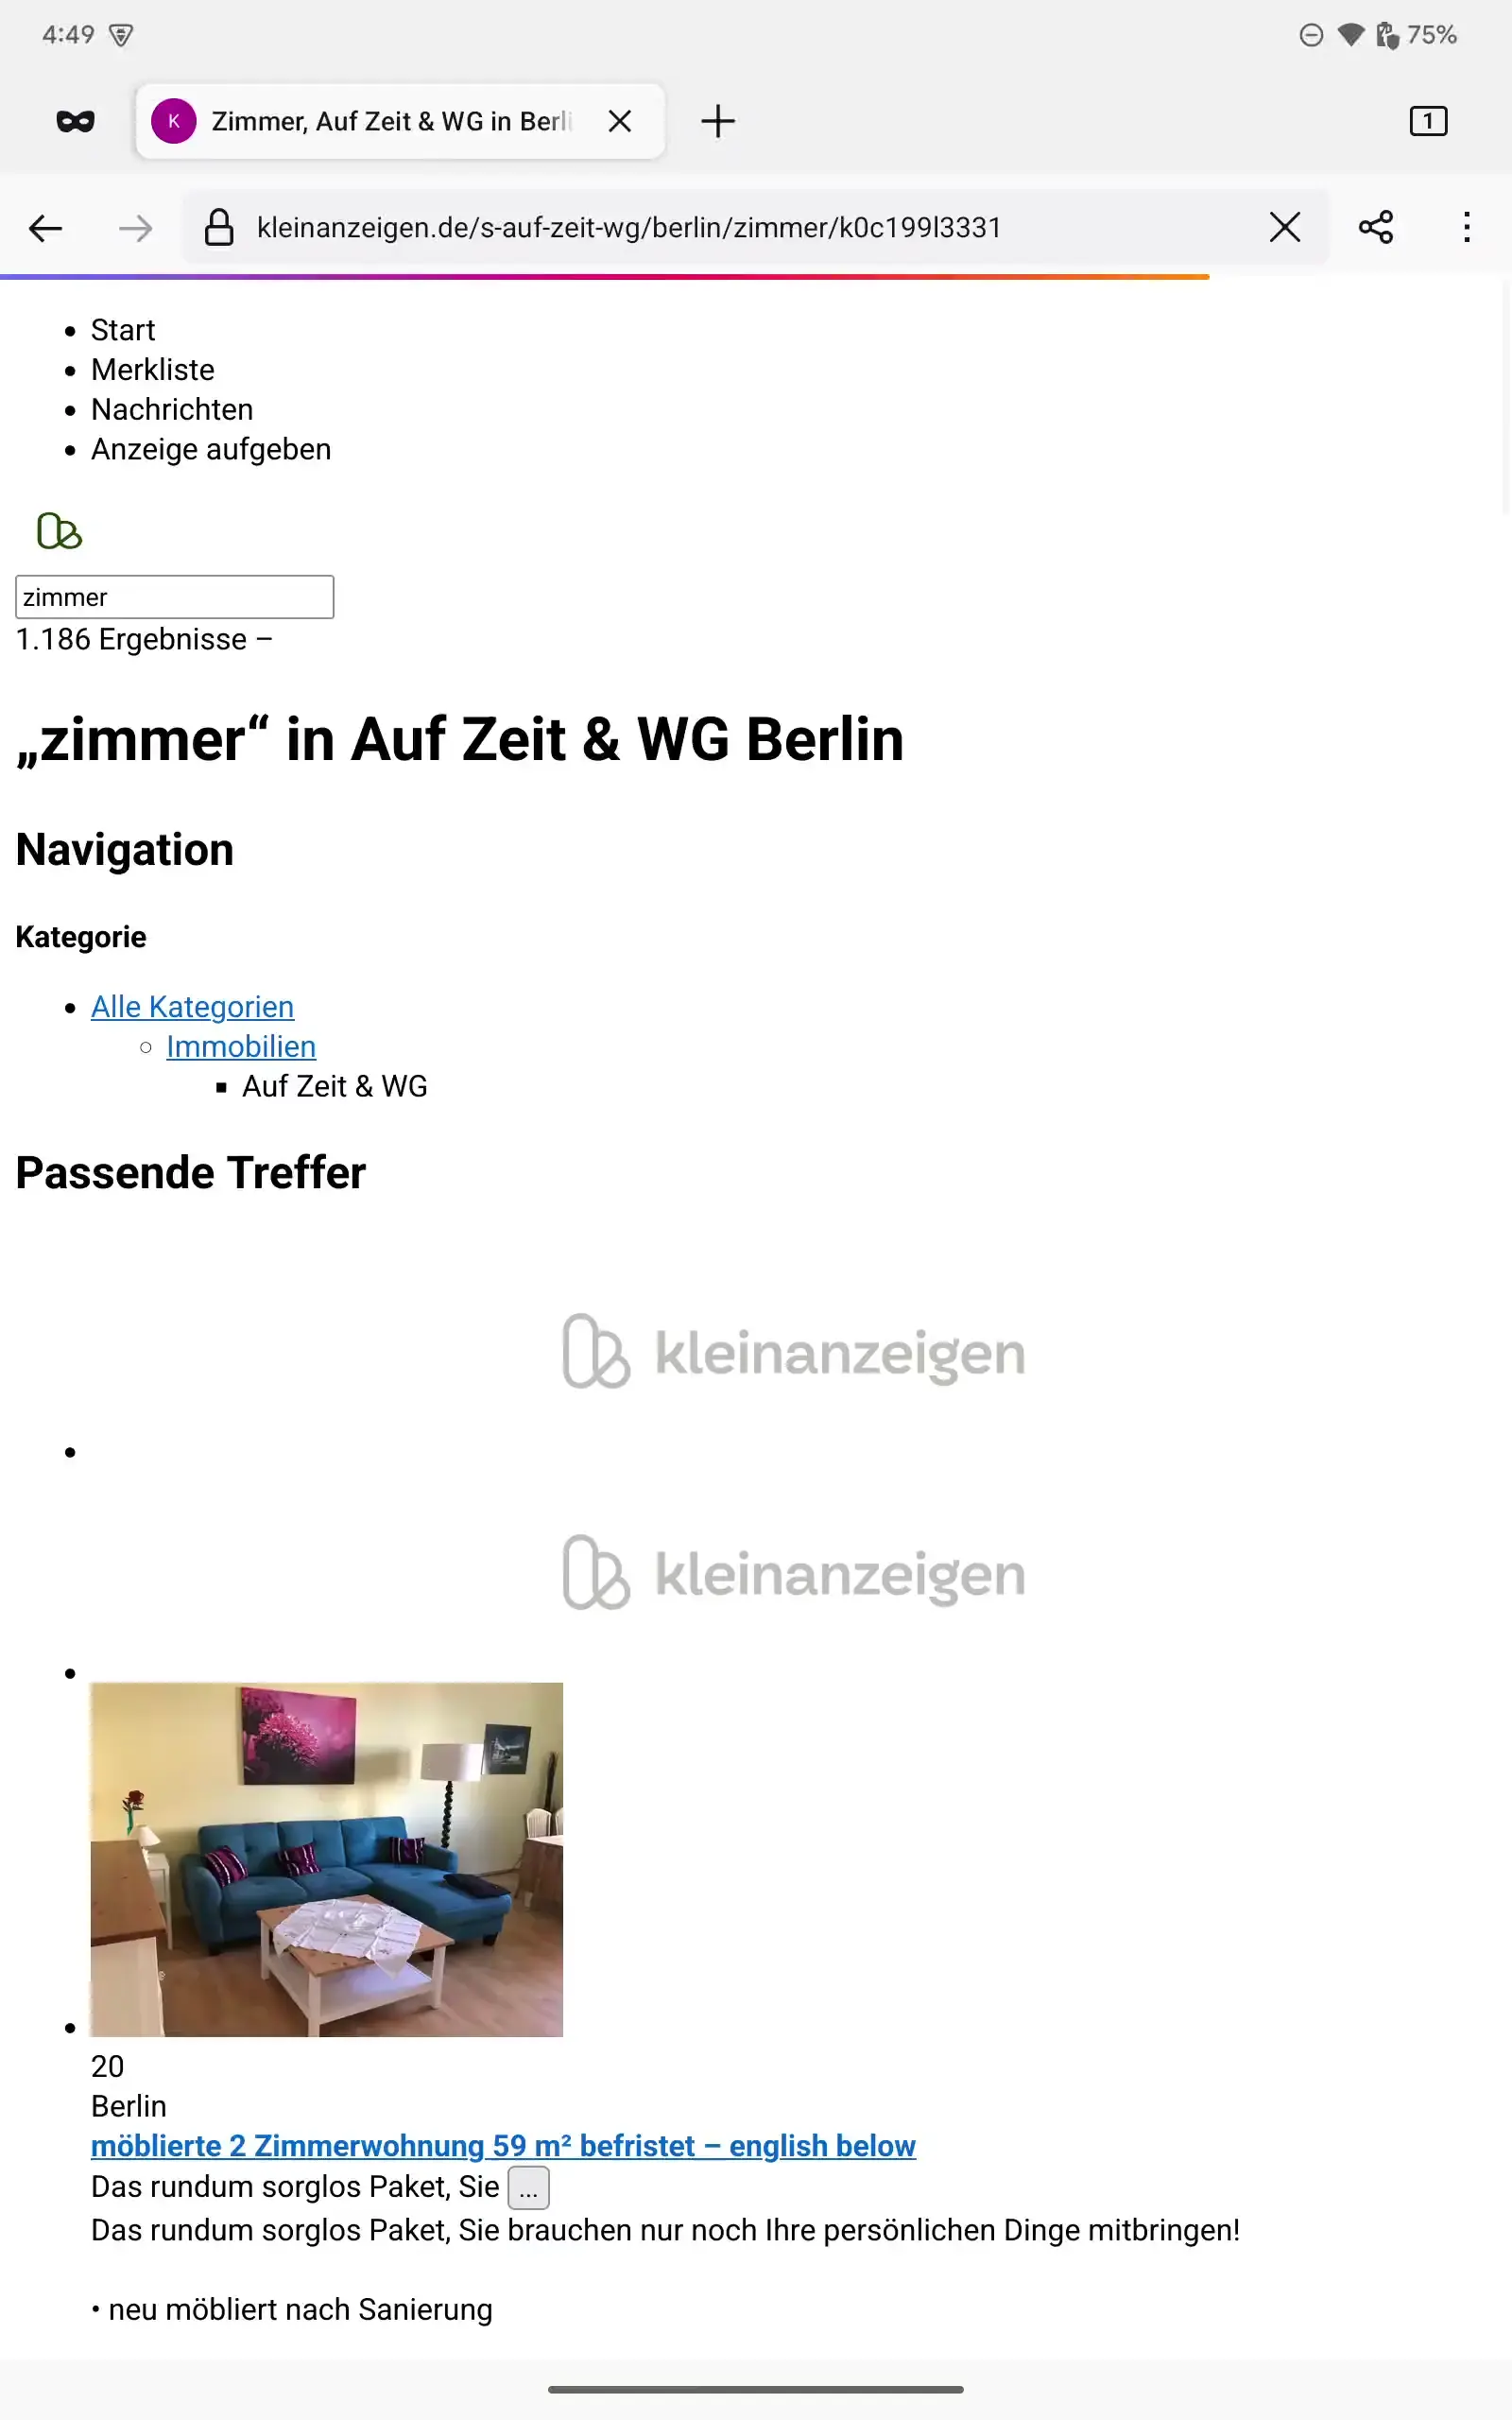 4:49
75%
K Zimmer, Auf Zeit & WG in Berli
1
kleinanzeigen.de/s-auf-zeit-wg/berlin/zimmer/k0c199l3331
• Start
• Merkliste
• Nachrichten
• Anzeige aufgeben
zimmer
1.186 Ergebnisse –
„zimmer“ in Auf Zeit & WG Berlin
Navigation
Kategorie
• Alle Kategorien
◦ Immobilien
▪ Auf Zeit & WG
Passende Treffer
kleinanzeigen
kleinanzeigen
20
Berlin
möblierte 2 Zimmerwohnung 59 m² befristet – english below
Das rundum sorglos Paket, Sie ...
Das rundum sorglos Paket, Sie brauchen nur noch Ihre persönlichen Dinge mitbringen!
• neu möbliert nach Sanierung